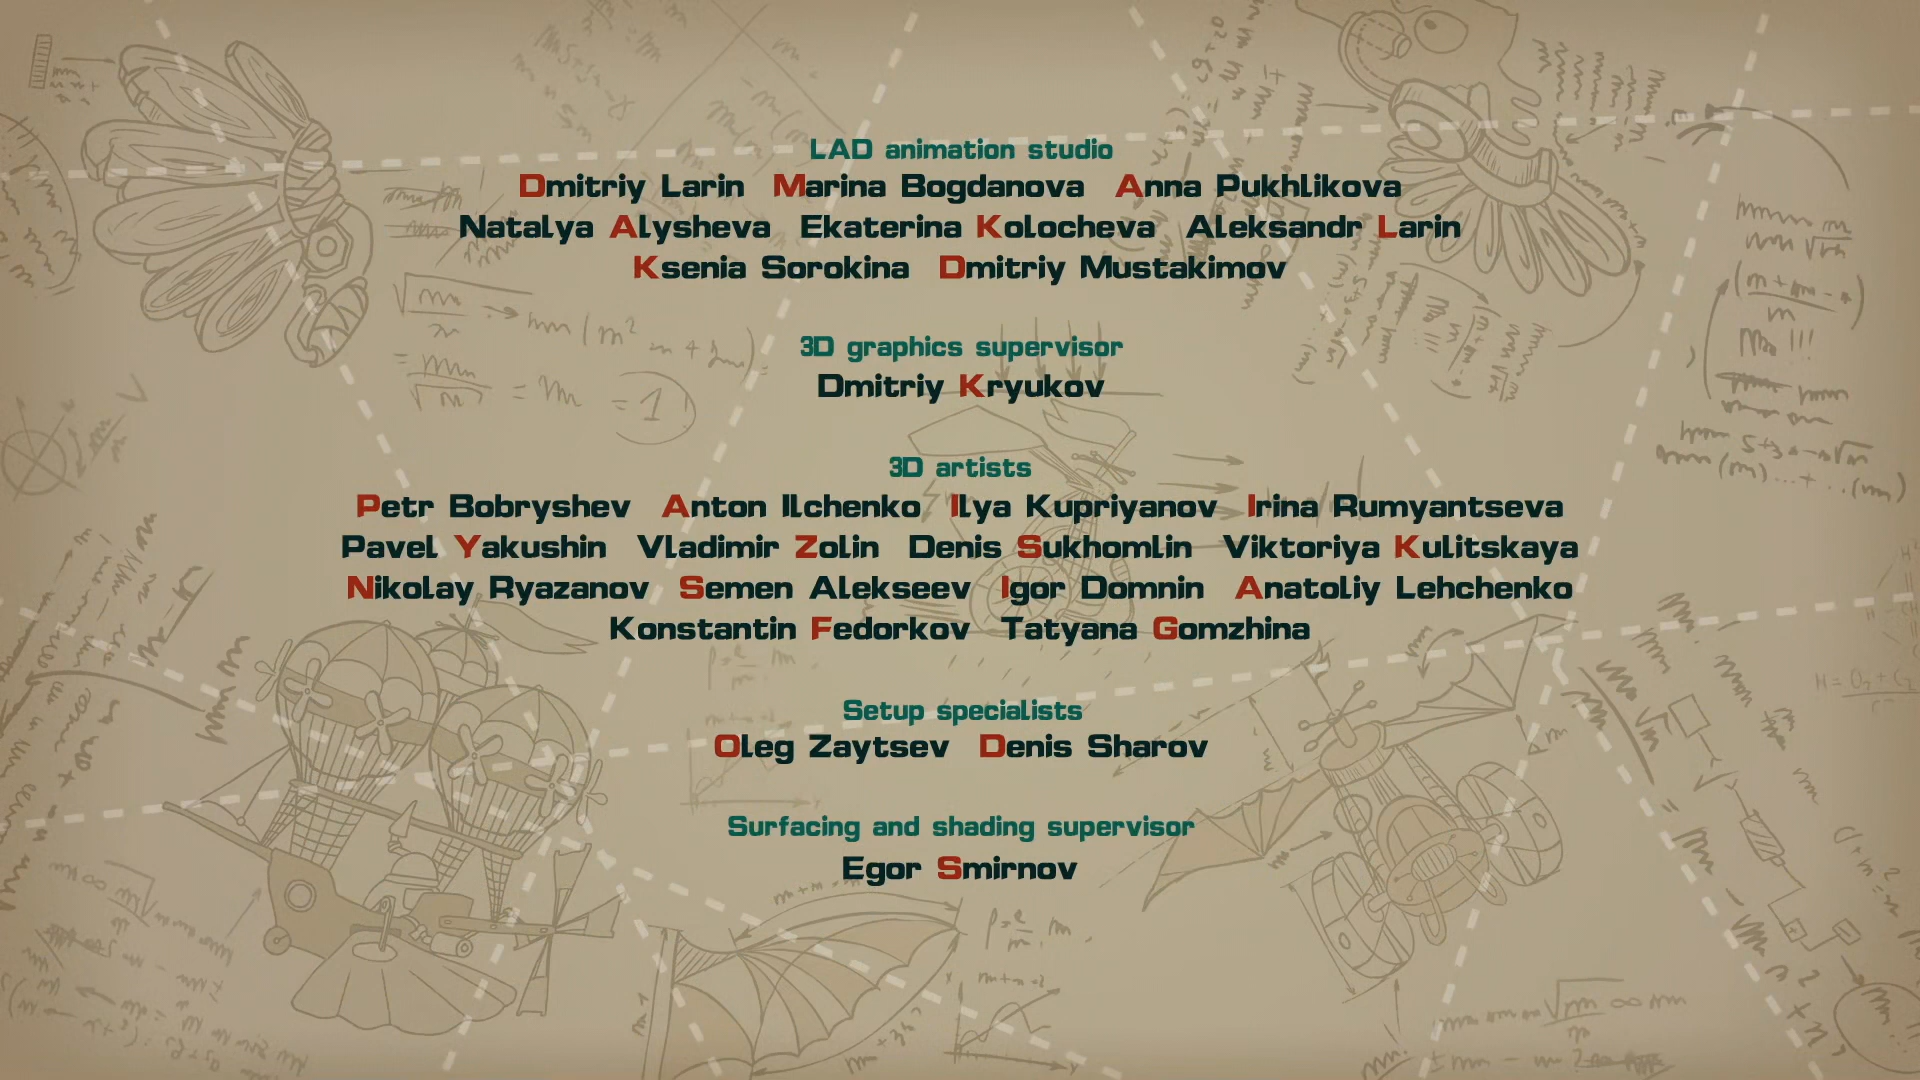 LAD animation studio
Dmitriy Larin Marina Bogdanova Anna Pukhlikova
Natalya Alysheva Ekaterina Kolocheva Aleksandr Larin
Ksenia Sorokina Dmitriy Mustakimov
3D graphics supervisor
Dmitriy Kryukov
3D artists
Petr Bobryshev Anton Ilchenko Ilya Kupriyanov Irina Rumyantseva
Pavel Yakushin Vladimir Zolin Denis Sukhomlin Viktoriya Kulitskaya
Nikolay Ryazanov Semen Alekseev Igor Domnin Anatoliy Lehchenko
Konstantin Fedorkov Tatyana Gomzhina
Setup specialists
Oleg Zaytsev Denis Sharov
Surfacing and shading supervisor
Egor Smirnov